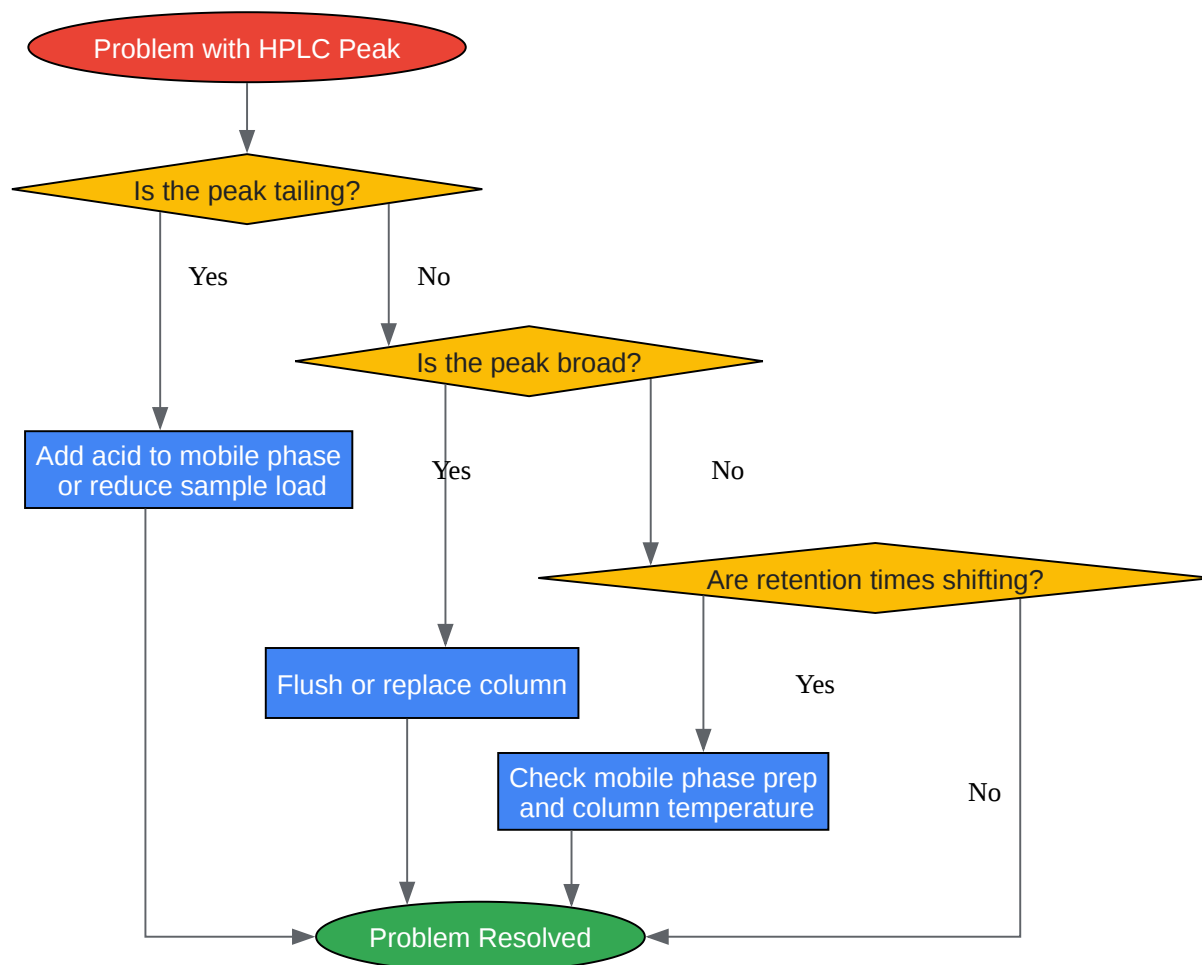 Problem with HPLC Peak
Is the peak tailing?
Yes
No
Is the peak broad?
Add acid to mobile phase
or reduce sample load
Yes
No
Are retention times shifting?
Flush or replace column
Yes
Check mobile phase prep
and column temperature
No
Problem Resolved